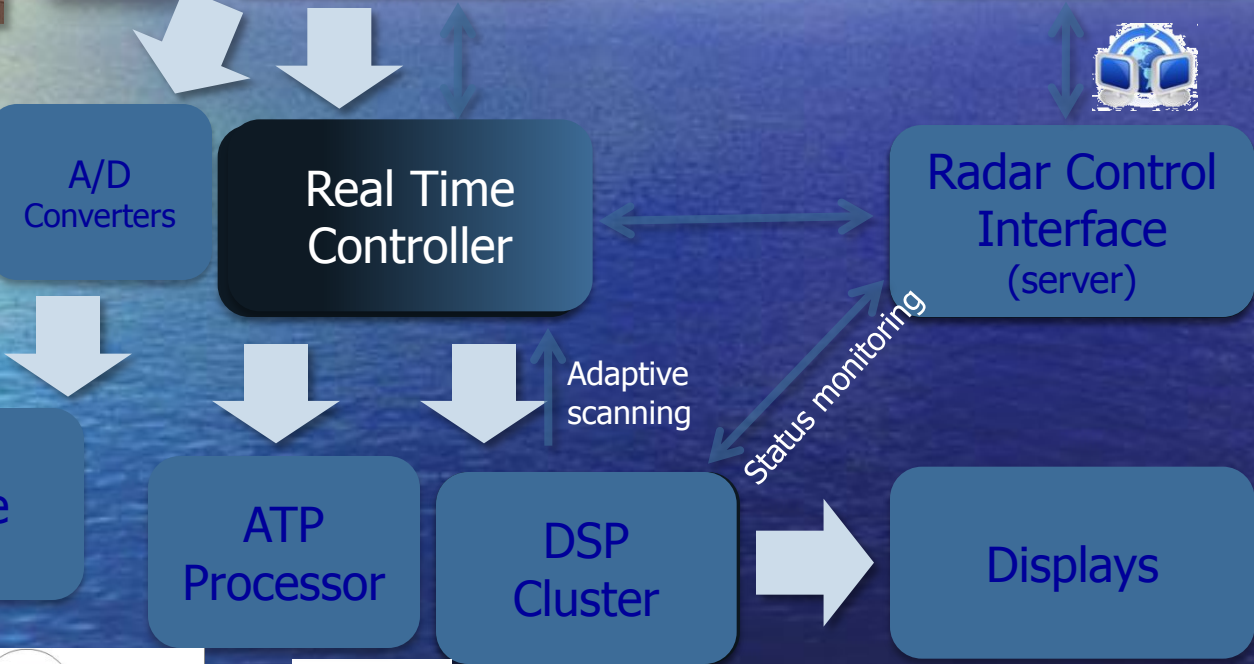 A/D
Converters
Real Time
Controller
Radar Control
Interface
(server)
Adaptive
scanning
Status monitoring
ATP
Processor
DSP
Cluster
Displays